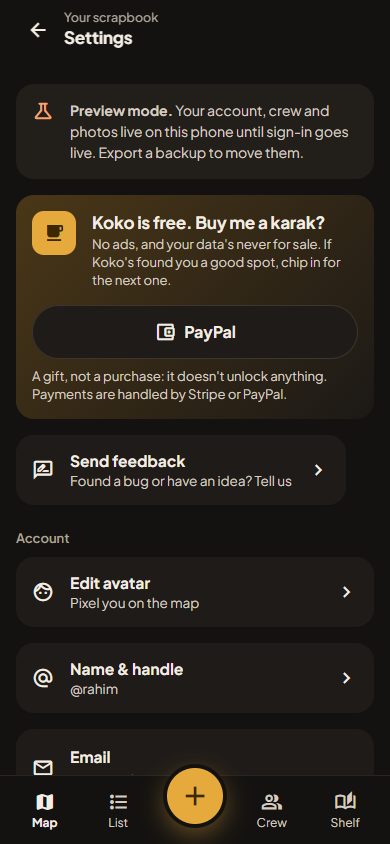 Your scrapbook
Settings
Preview mode. Your account, crew and
photos live on this phone until sign-in goes
live. Export a backup to move them.
Koko is free. Buy me a karak?
No ads, and your data's never for sale. If
Koko's found you a good spot, chip in for
the next one.
PayPal
A gift, not a purchase: it doesn't unlock anything.
Payments are handled by Stripe or PayPal.
Send feedback
Found a bug or have an idea? Tell us
Account
Edit avatar
Pixel you on the map
Name & handle
@rahim
Email
Map
List
Crew
Shelf